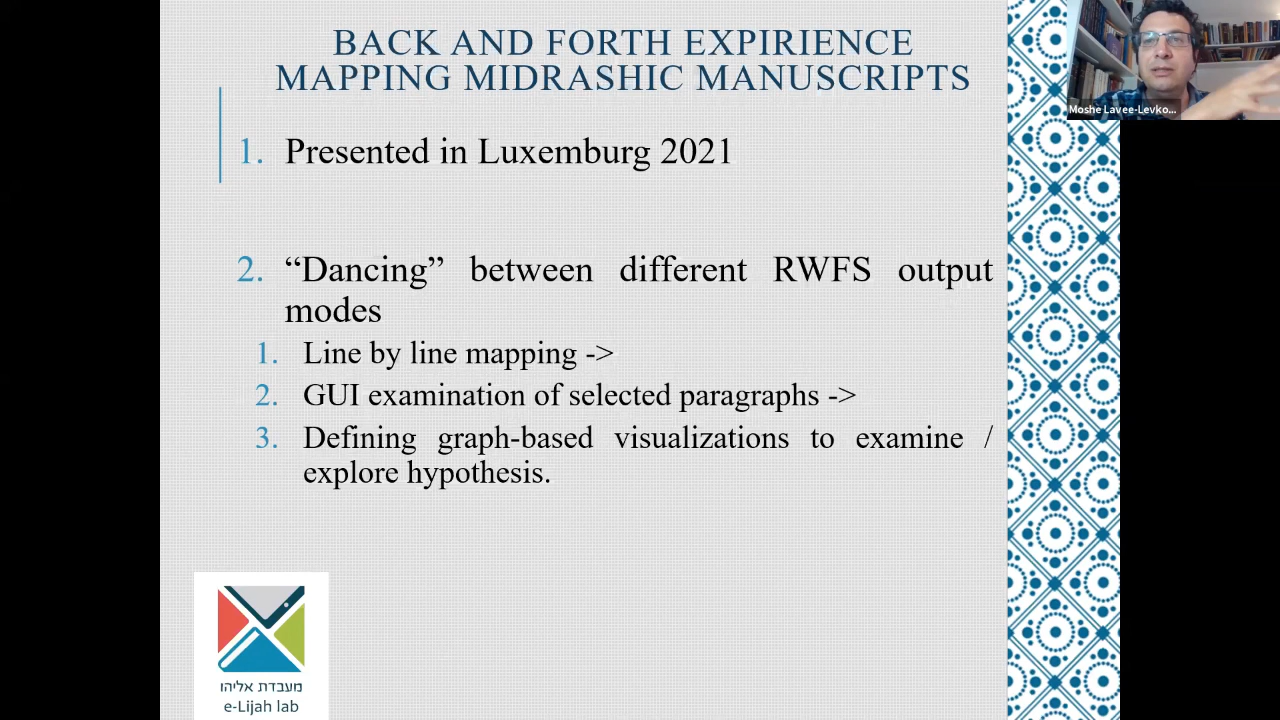 BACK AND FORTH EXPIRIENCE
MAPPING MIDRASHIC MANUSCRIPTS
1. Presented in Luxemburg 2021
2. “Dancing” between different RWFS output
modes
1. Line by line mapping ->
2. GUI examination of selected paragraphs ->
3. Defining graph-based visualizations to examine /
explore hypothesis.
Moshe Lavee-Levko...
מעבדת אליהו
e-Lijah lab